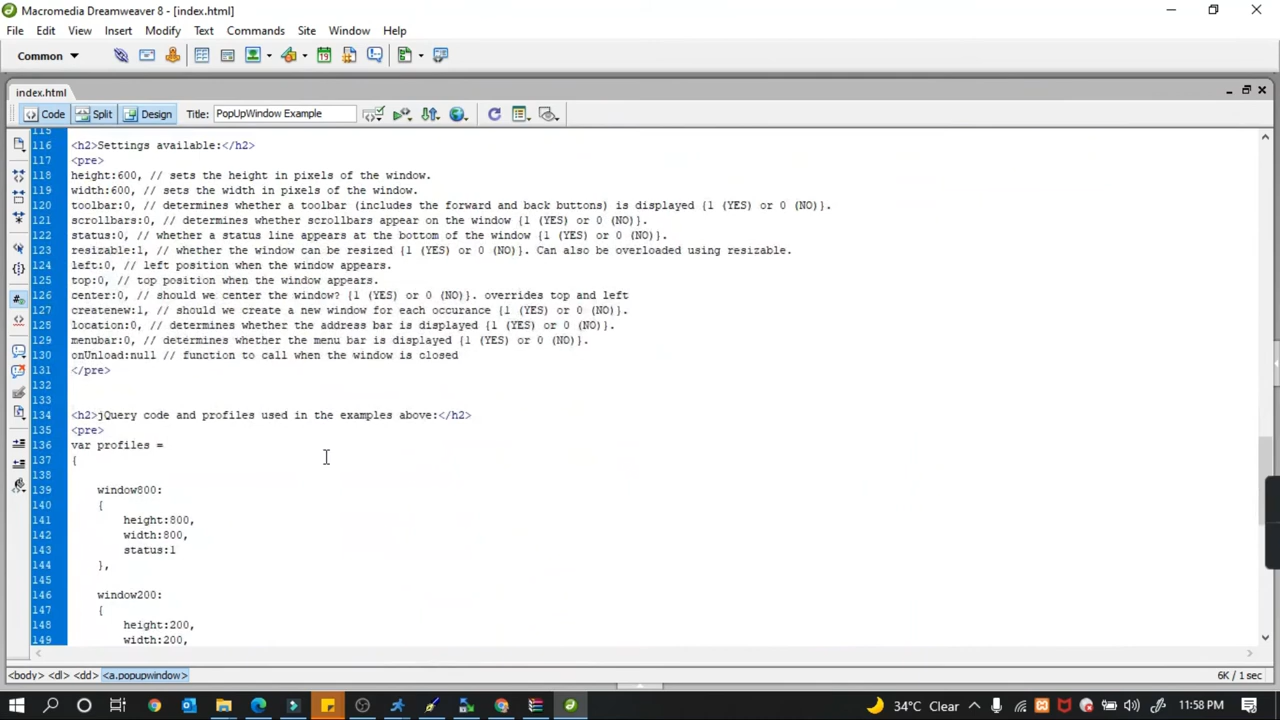 Macromedia Dreamweaver 8 - [index.html]
File Edit View Insert Modify Text Commands Site Window Help
Common
index.html
Code Split Design Title: PopUpWindow Example
115
116 <h2>Settings available:</h2>
117 <pre>
118 height:600, // sets the height in pixels of the window.
119 width:600, // sets the width in pixels of the window.
120 toolbar:0, // determines whether a toolbar (includes the forward and back buttons) is displayed {1 (YES) or 0 (NO)}.
121 scrollbars:0, // determines whether scrollbars appear on the window {1 (YES) or 0 (NO)}.
122 status:0, // whether a status line appears at the bottom of the window {1 (YES) or 0 (NO)}.
123 resizable:1, // whether the window can be resized {1 (YES) or 0 (NO)}. Can also be overloaded using resizable.
124 left:0, // left position when the window appears.
125 top:0, // top position when the window appears.
126 center:0, // should we center the window? {1 (YES) or 0 (NO)}. overrides top and left
127 createnew:1, // should we create a new window for each occurance {1 (YES) or 0 (NO)}.
128 location:0, // determines whether the address bar is displayed {1 (YES) or 0 (NO)}.
129 menubar:0, // determines whether the menu bar is displayed {1 (YES) or 0 (NO)}.
130 onUnload:null // function to call when the window is closed
131 </pre>
132
133
134 <h2>jQuery code and profiles used in the examples above:</h2>
135 <pre>
136 var profiles =
137 {
138
139 window800:
140 {
141 height:800,
142 width:800,
143 status:1
144 },
145
146 window200:
147 {
148 height:200,
149 width:200,
<body> <dl> <dd> <a.popupwindow> 6K / 1 sec
34°C Clear 11:58 PM